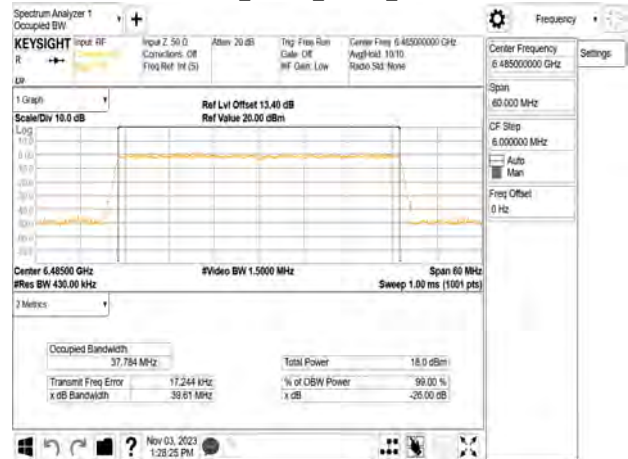 Spectrum Analyzer 1
Occupied BW
Frequency
KEYSIGHT
Input: RF
Input Z: 50 Ω
Corrections: Off
Freq Ref: Int (S)
Atten: 20 dB
Trig: Free Run
Gate: Off
#IF Gain: Low
Center Freq: 6.485000000 GHz
Avg|Hold: 10/10
Radio Std: None
R
Center Frequency
6.485000000 GHz
Settings
Span
60.000 MHz
CF Step
6.000000 MHz
Auto
Man
Freq Offset
0 Hz
1 Graph
Scale/Div 10.0 dB
Ref Lvl Offset 13.40 dB
Ref Value 20.00 dBm
Log
Center 6.48500 GHz
#Res BW 430.00 kHz
#Video BW 1.5000 MHz
Span 60 MHz
Sweep 1.00 ms (1001 pts)
2 Metrics
Occupied Bandwidth
37.784 MHz
Total Power 18.0 dBm
Transmit Freq Error 17.244 kHz
% of OBW Power 99.00 %
x dB Bandwidth 39.61 MHz
x dB -26.00 dB
Nov 03, 2023
1:28:25 PM